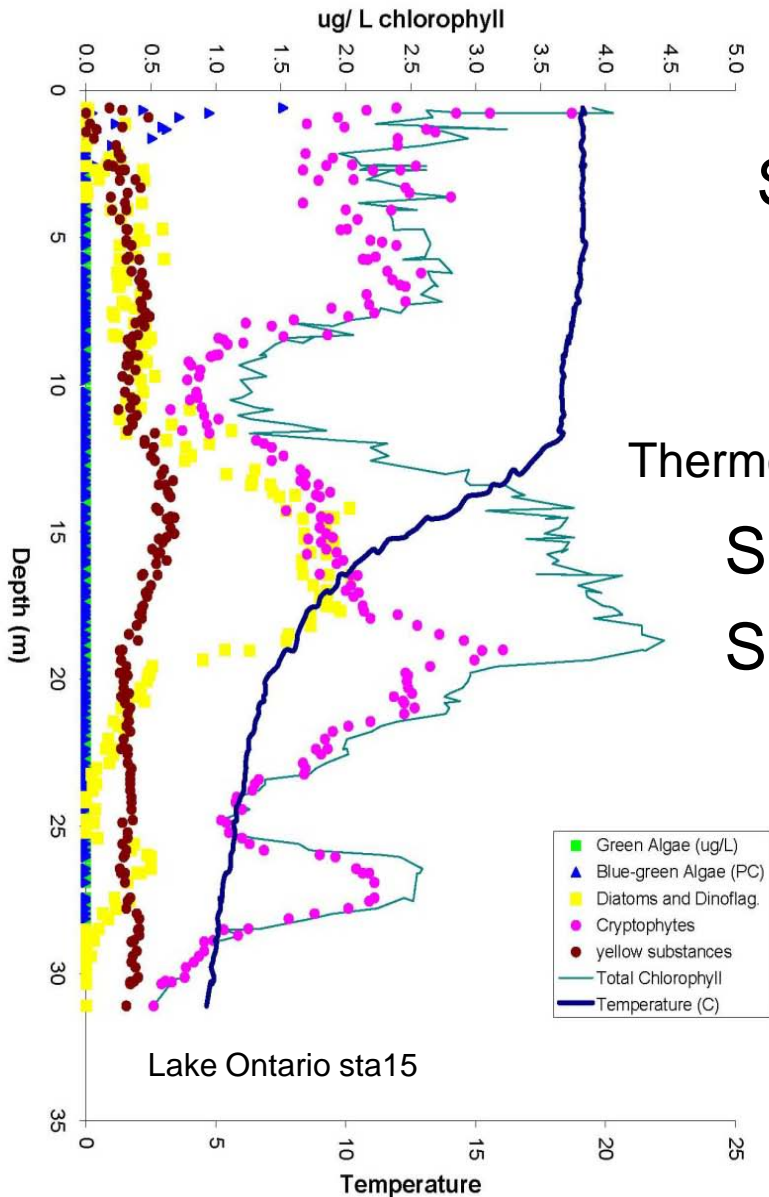 ug/ L chlorophyll
0.0 0.5 1.0 1.5 2.0 2.5 3.0 3.5 4.0 4.5 5.0
0
5
10
15
20
25
30
35
Depth (m)
S
Therm
S
S
Green Algae (ug/L)
Blue-green Algae (PC)
Diatoms and Dinoflag.
Cryptophytes
yellow substances
Total Chlorophyll
Temperature (C)
Lake Ontario sta15
0 5 10 15 20 25
Temperature